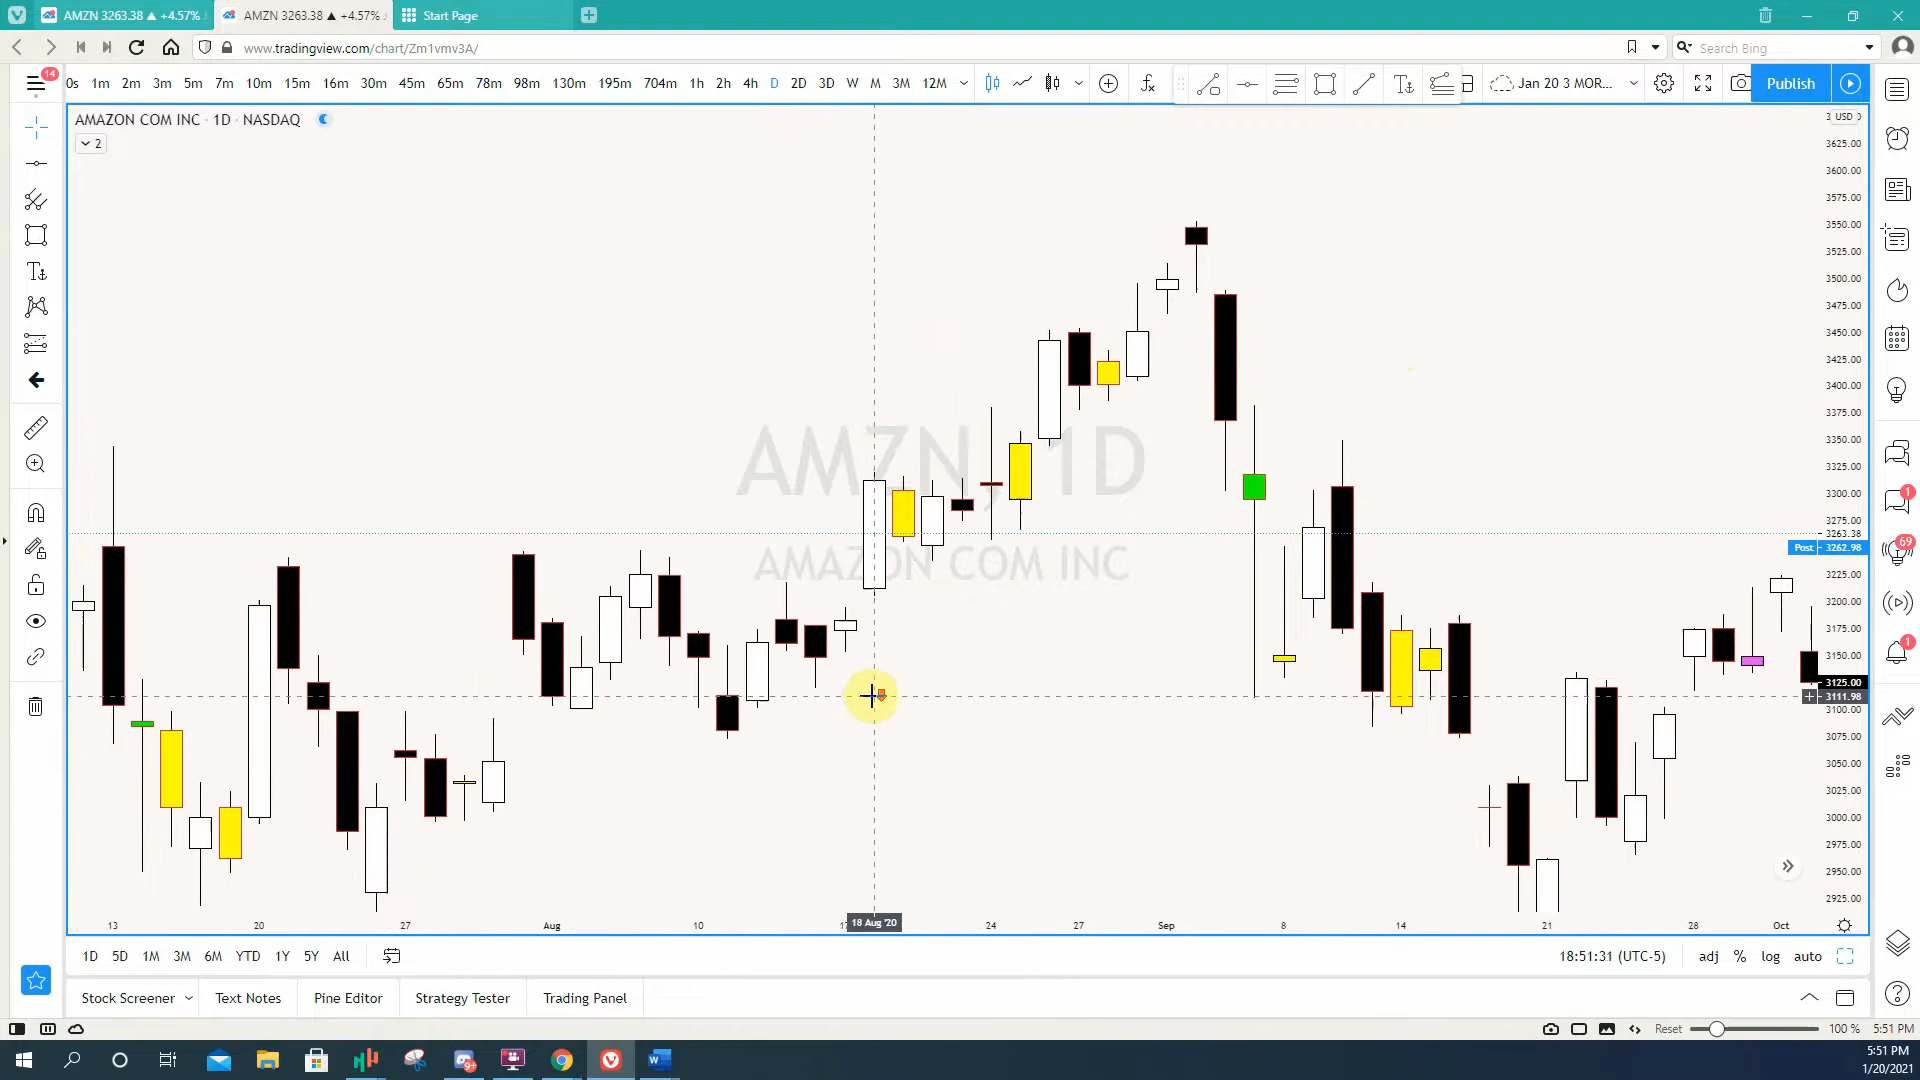 AMZN 3263.38 ▲ +4.57%
AMZN 3263.38 ▲ +4.57%
Start Page
www.tradingview.com/chart/Zm1vmv3A/
Search Bing
14
0s 1m 2m 3m 5m 7m 10m 15m 16m 30m 45m 65m 78m 98m 130m 195m 704m 1h 2h 4h D 2D 3D W M 3M 12M
Jan 20 3 MOR...
Publish
AMAZON COM INC · 1D · NASDAQ
2
USD
3625.00
3600.00
3575.00
3550.00
3525.00
3500.00
3475.00
3450.00
3425.00
3400.00
3375.00
3350.00
3325.00
3300.00
3275.00
3263.38
Post 3262.98
3225.00
3200.00
3175.00
3150.00
3125.00
3111.98
3100.00
3075.00
3050.00
3025.00
3000.00
2975.00
2950.00
2925.00
AMZN, 1D
AMAZON COM INC
1
69
1
13 20 27 Aug 10 18 Aug '20 24 27 Sep 8 14 21 28 Oct
1D 5D 1M 3M 6M YTD 1Y 5Y All
18:51:31 (UTC-5) adj % log auto
Stock Screener Text Notes Pine Editor Strategy Tester Trading Panel
Reset 100 % 5:51 PM
9+
5:51 PM
1/20/2021